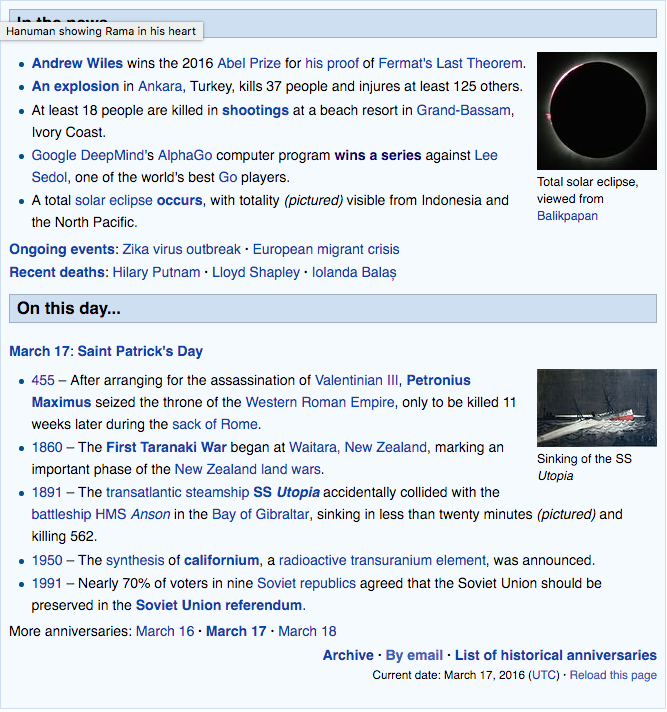 In the news
Hanuman showing Rama in his heart
Andrew Wiles wins the 2016 Abel Prize for his proof of Fermat's Last Theorem.
An explosion in Ankara, Turkey, kills 37 people and injures at least 125 others.
At least 18 people are killed in shootings at a beach resort in Grand-Bassam,
Ivory Coast.
Google DeepMind's AlphaGo computer program wins a series against Lee
Sedol, one of the world's best Go players.
A total solar eclipse occurs, with totality (pictured) visible from Indonesia and
the North Pacific.
Total solar eclipse,
viewed from
Balikpapan
Ongoing events: Zika virus outbreak · European migrant crisis
Recent deaths: Hilary Putnam · Lloyd Shapley · Iolanda Balaș
On this day...
March 17: Saint Patrick's Day
455 – After arranging for the assassination of Valentinian III, Petronius
Maximus seized the throne of the Western Roman Empire, only to be killed 11
weeks later during the sack of Rome.
1860 – The First Taranaki War began at Waitara, New Zealand, marking an
important phase of the New Zealand land wars.
1891 – The transatlantic steamship SS Utopia accidentally collided with the
battleship HMS Anson in the Bay of Gibraltar, sinking in less than twenty minutes (pictured) and
killing 562.
Sinking of the SS
Utopia
1950 – The synthesis of californium, a radioactive transuranium element, was announced.
1991 – Nearly 70% of voters in nine Soviet republics agreed that the Soviet Union should be
preserved in the Soviet Union referendum.
More anniversaries: March 16 · March 17 · March 18
Archive · By email · List of historical anniversaries
Current date: March 17, 2016 (UTC) · Reload this page